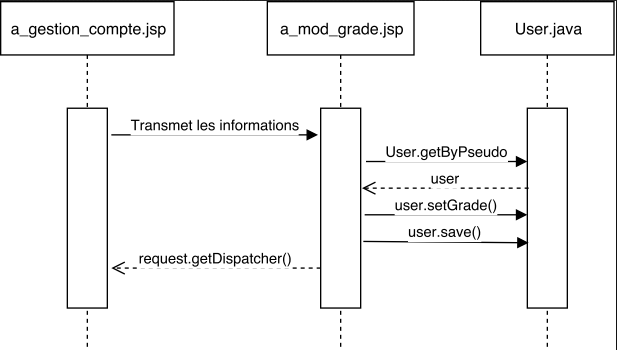 a_gestion_compte.jsp
a_mod_grade.jsp
User.java
Transmet les informations
User.getByPseudo
user
user.setGrade()
user.save()
request.getDispatcher()